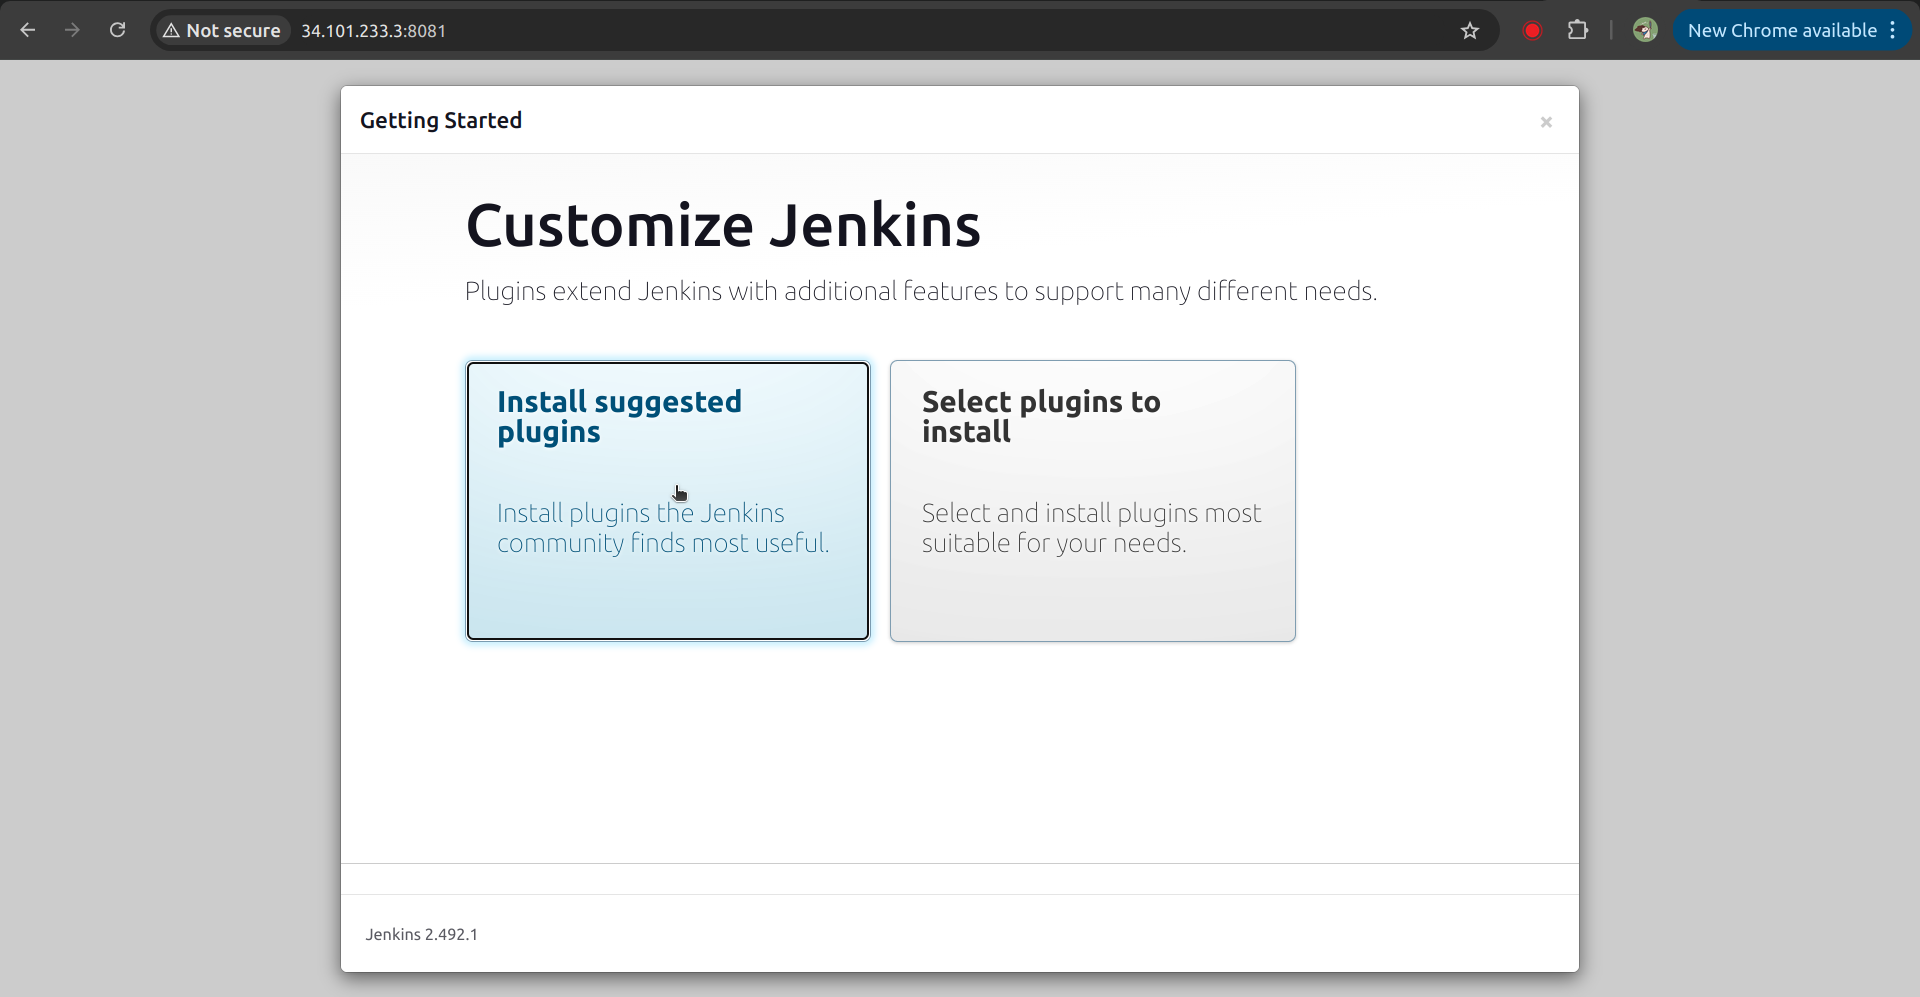 Not secure 34.101.233.3:8081 New Chrome available
Getting Started ×
Customize Jenkins
Plugins extend Jenkins with additional features to support many different needs.
Install suggested
plugins
Install plugins the Jenkins
community finds most useful.
Select plugins to
install
Select and install plugins most
suitable for your needs.
Jenkins 2.492.1